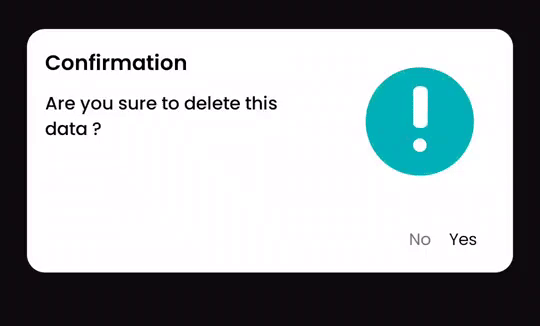 Confirmation
Are you sure to delete this
data ?
No Yes